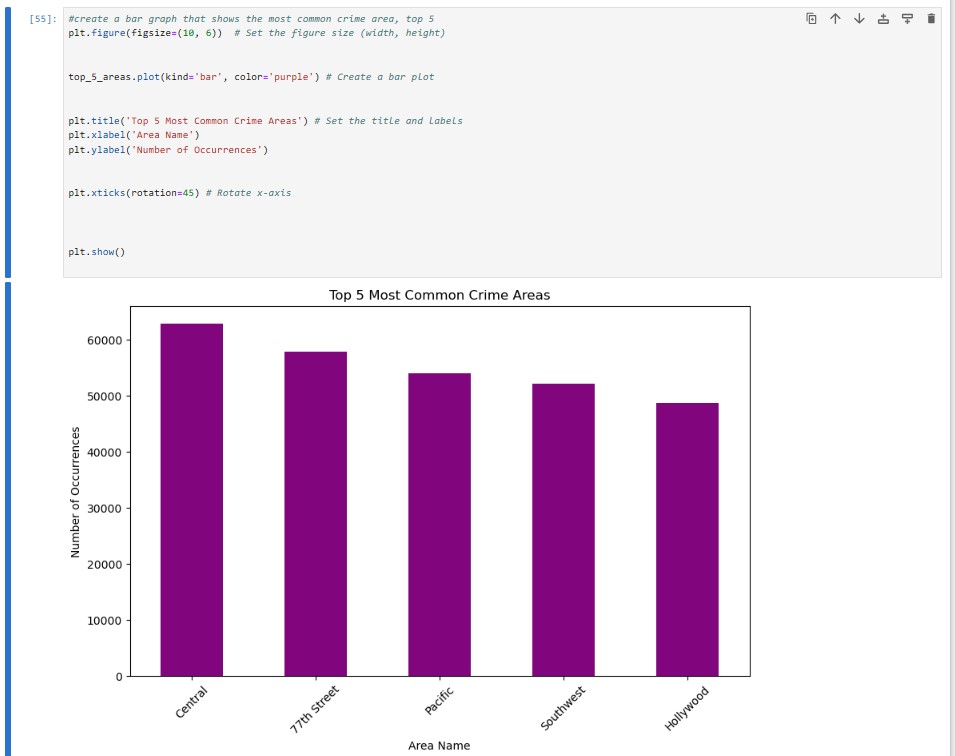 [55]: #create a bar graph that shows the most common crime area, top 5
plt.figure(figsize=(10, 6))  # Set the figure size (width, height)
top_5_areas.plot(kind='bar', color='purple') # Create a bar plot
plt.title('Top 5 Most Common Crime Areas') # Set the title and labels
plt.xlabel('Area Name')
plt.ylabel('Number of Occurrences')
plt.xticks(rotation=45) # Rotate x-axis
plt.show()
Top 5 Most Common Crime Areas
Number of Occurrences
60000
50000
40000
30000
20000
10000
0
Central
77th Street
Pacific
Southwest
Hollywood
Area Name